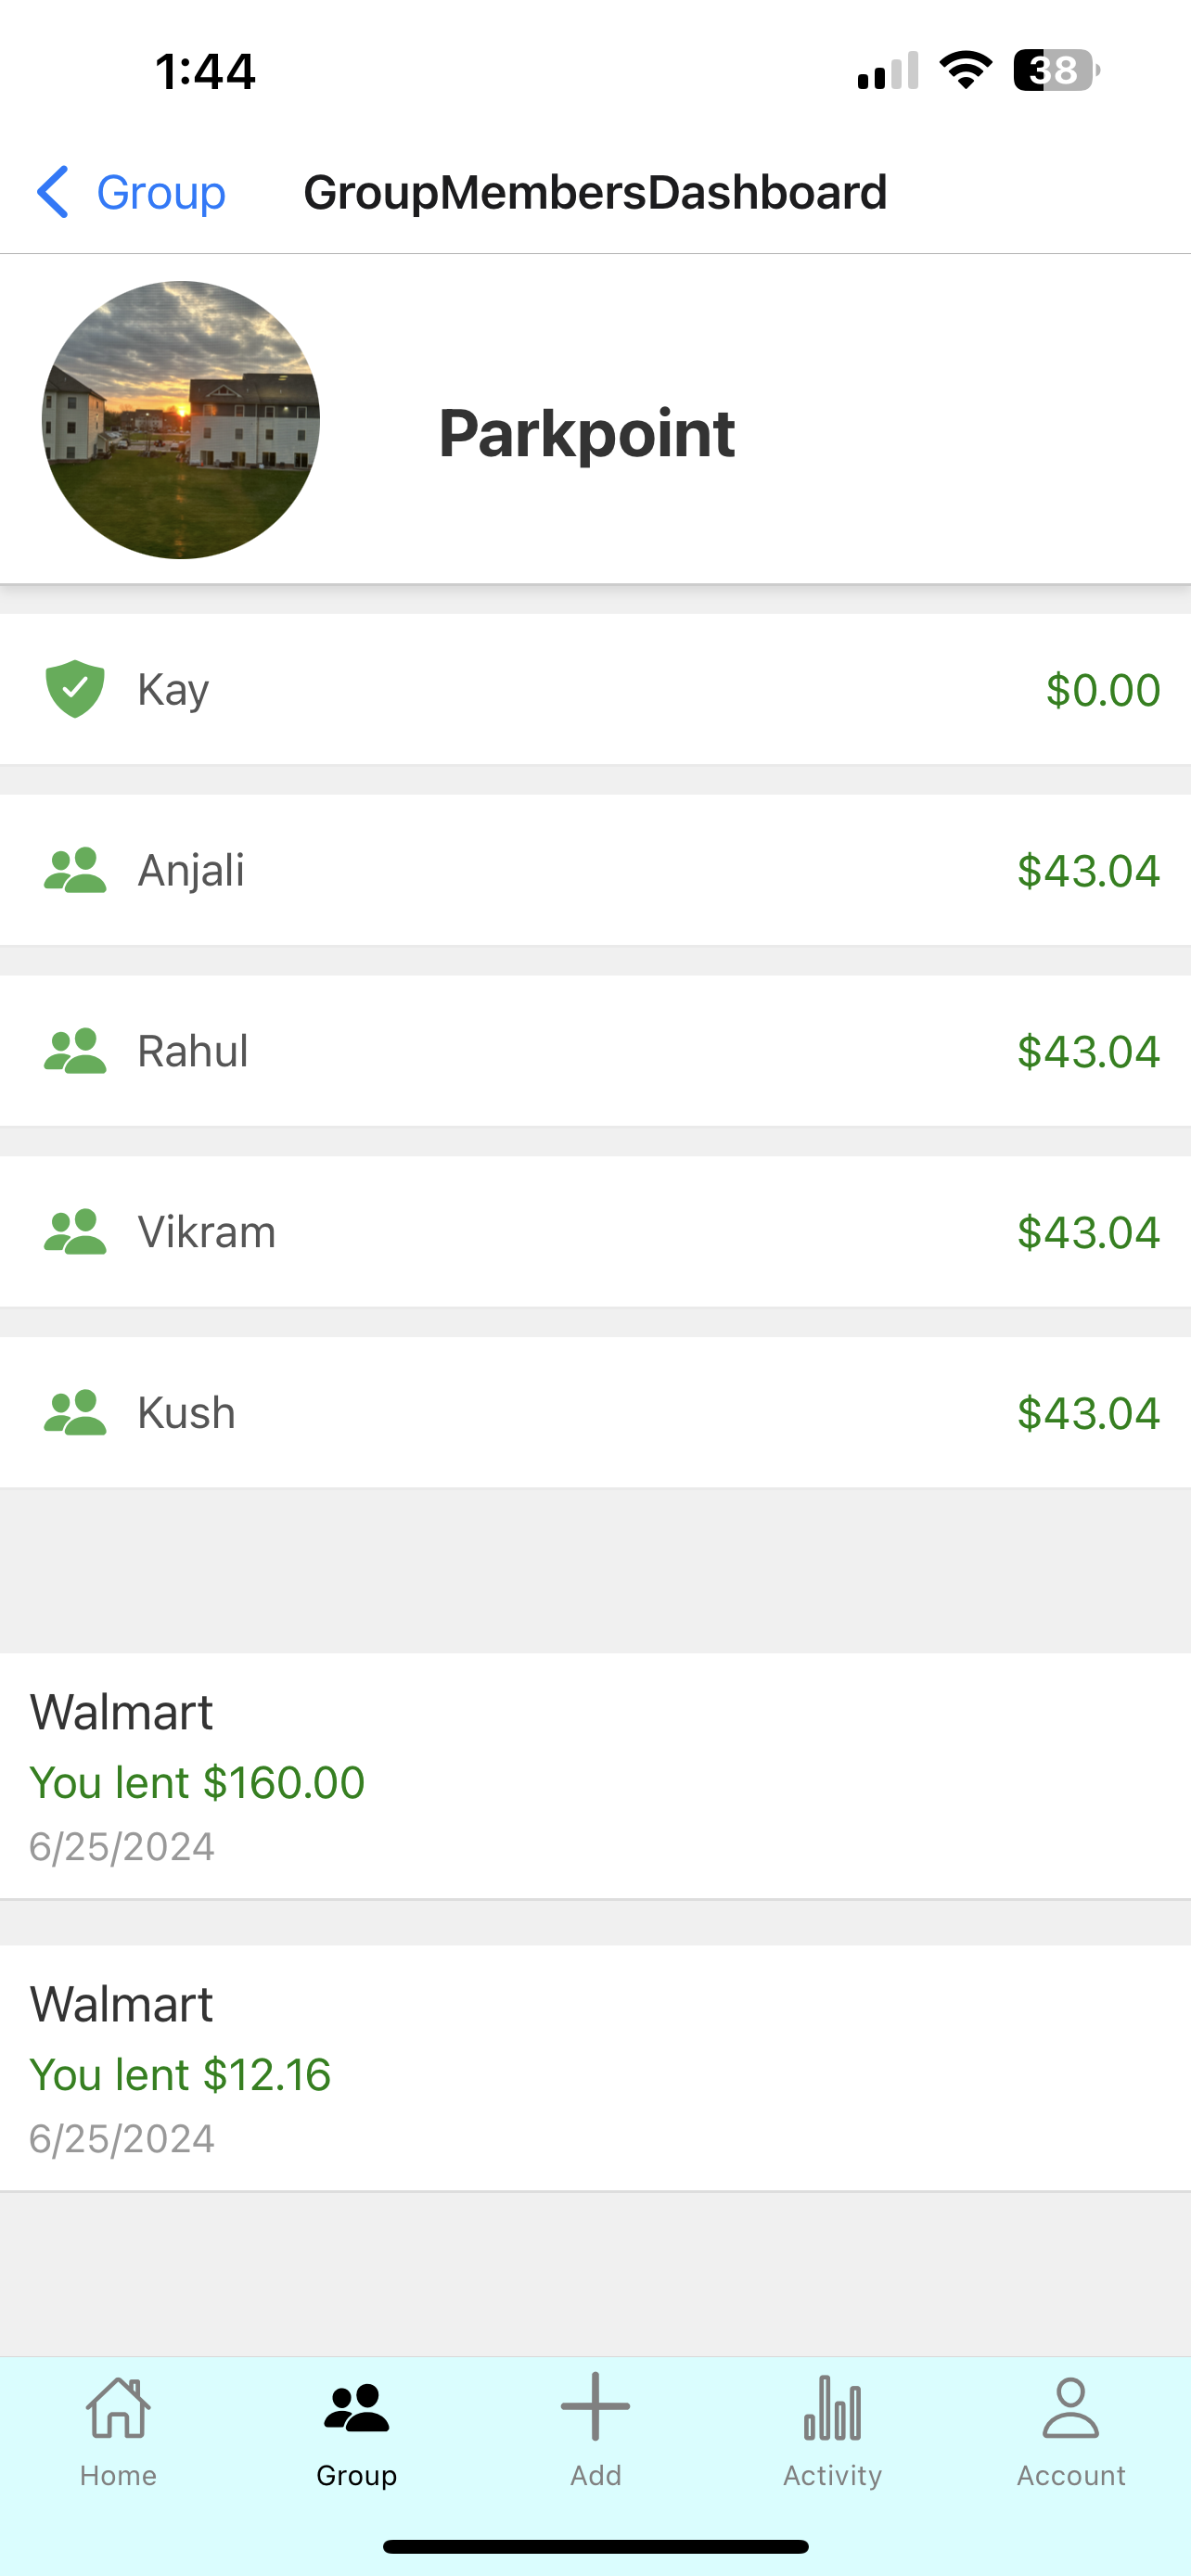 1:44
38
Group
GroupMembersDashboard
Parkpoint
Kay $0.00
Anjali $43.04
Rahul $43.04
Vikram $43.04
Kush $43.04
Walmart
You lent $160.00
6/25/2024
Walmart
You lent $12.16
6/25/2024
Home Group Add Activity Account